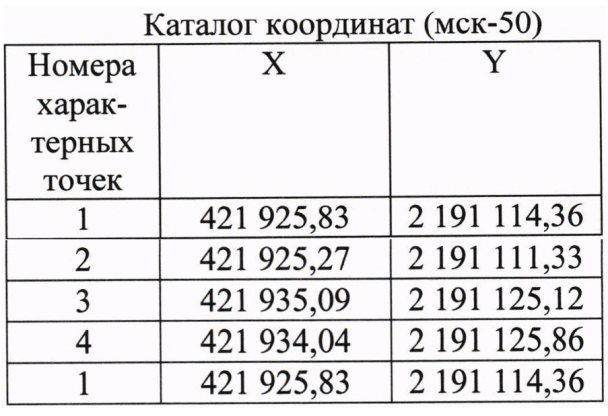 Каталог координат (мск-50)
Номера характерных точек X Y
1 421 925,83 2 191 114,36
2 421 925,27 2 191 111,33
3 421 935,09 2 191 125,12
4 421 934,04 2 191 125,86
1 421 925,83 2 191 114,36